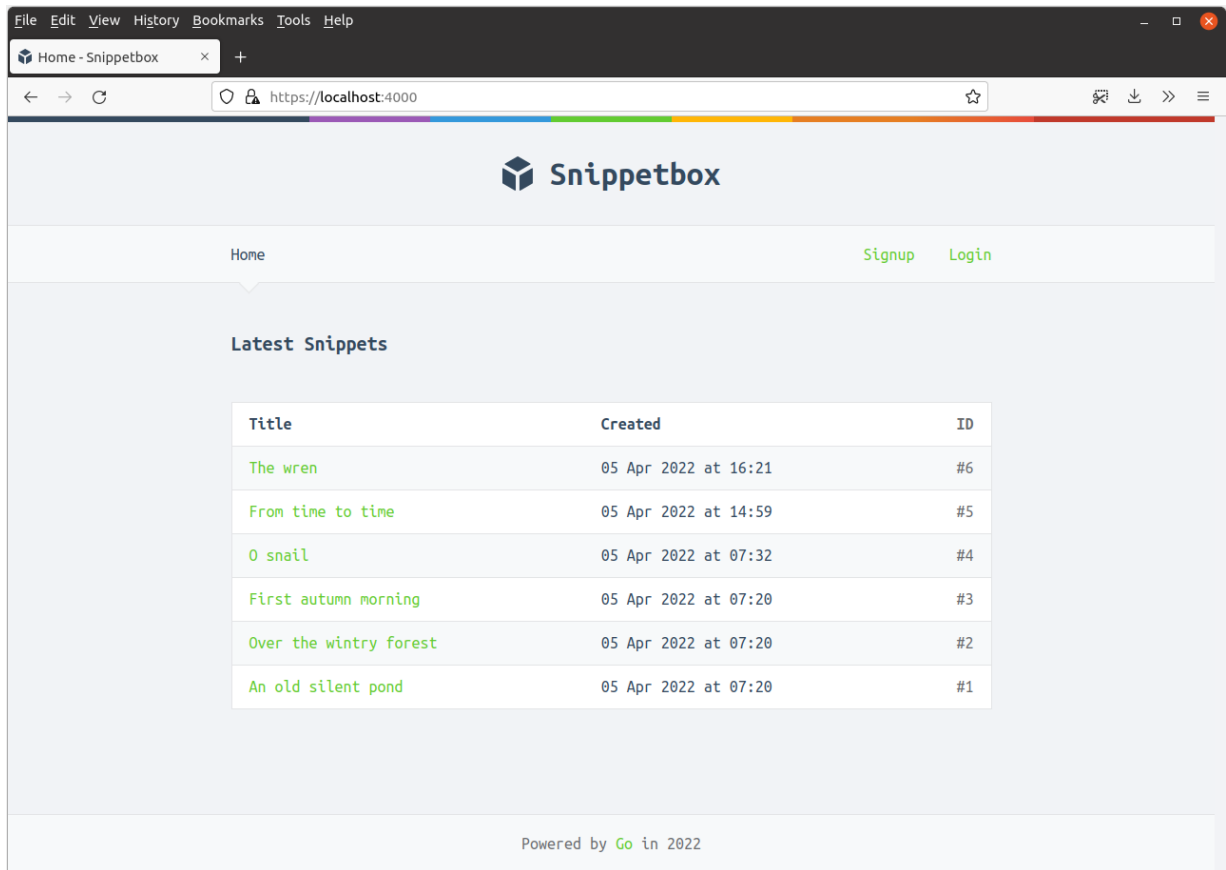 File Edit View History Bookmarks Tools Help
Home - Snippetbox
https://localhost:4000
Snippetbox
Home Signup Login
Latest Snippets
Title Created ID
The wren 05 Apr 2022 at 16:21 #6
From time to time 05 Apr 2022 at 14:59 #5
O snail 05 Apr 2022 at 07:32 #4
First autumn morning 05 Apr 2022 at 07:20 #3
Over the wintry forest 05 Apr 2022 at 07:20 #2
An old silent pond 05 Apr 2022 at 07:20 #1
Powered by Go in 2022